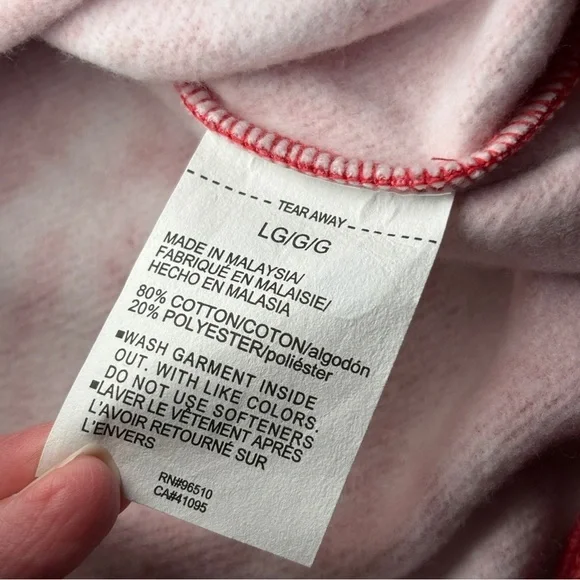 TEAR AWAY
LG/G/G
MADE IN MALAYSIA/
FABRIQUÉ EN MALAISIE/
HECHO EN MALASIA
80% COTTON/COTON/algodón
20% POLYESTER/poliéster
▪WASH GARMENT INSIDE
OUT. WITH LIKE COLORS.
DO NOT USE SOFTENERS
▪LAVER LE VÊTEMENT APRÈS
L'AVOIR RETOURNÉ SUR
L'ENVERS
RN#96510
CA#41095